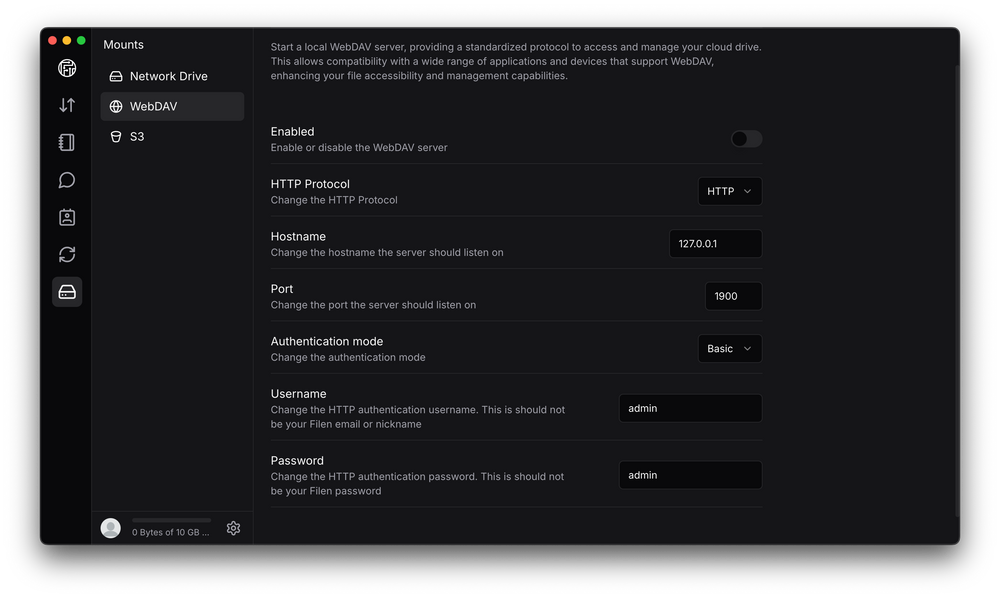 Mounts
Network Drive
WebDAV
S3
0 Bytes of 10 GB ...
Start a local WebDAV server, providing a standardized protocol to access and manage your cloud drive.
This allows compatibility with a wide range of applications and devices that support WebDAV,
enhancing your file accessibility and management capabilities.
Enabled
Enable or disable the WebDAV server
HTTP Protocol
Change the HTTP Protocol
HTTP
Hostname
Change the hostname the server should listen on
127.0.0.1
Port
Change the port the server should listen on
1900
Authentication mode
Change the authentication mode
Basic
Username
Change the HTTP authentication username. This is should not
be your Filen email or nickname
admin
Password
Change the HTTP authentication password. This is should not
be your Filen password
admin